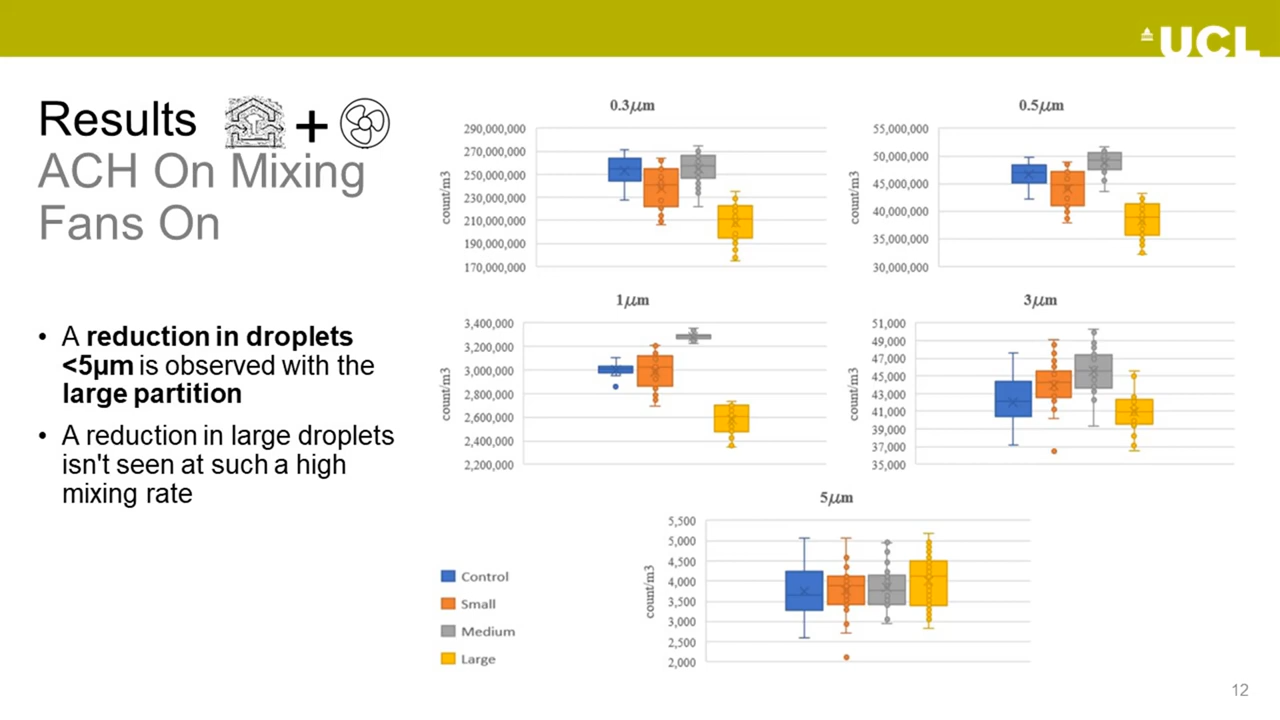 UCL
Results +
ACH On Mixing
Fans On
• A reduction in droplets
<5µm is observed with the
large partition
• A reduction in large droplets
isn't seen at such a high
mixing rate
0.3μm
count/m3
290,000,000
270,000,000
250,000,000
230,000,000
210,000,000
190,000,000
170,000,000
0.5μm
count/m3
55,000,000
50,000,000
45,000,000
40,000,000
35,000,000
30,000,000
1μm
count/m3
3,400,000
3,200,000
3,000,000
2,800,000
2,600,000
2,400,000
2,200,000
3μm
count/m3
51,000
49,000
47,000
45,000
43,000
41,000
39,000
37,000
35,000
5μm
count/m3
5,500
5,000
4,500
4,000
3,500
3,000
2,500
2,000
Control
Small
Medium
Large
12